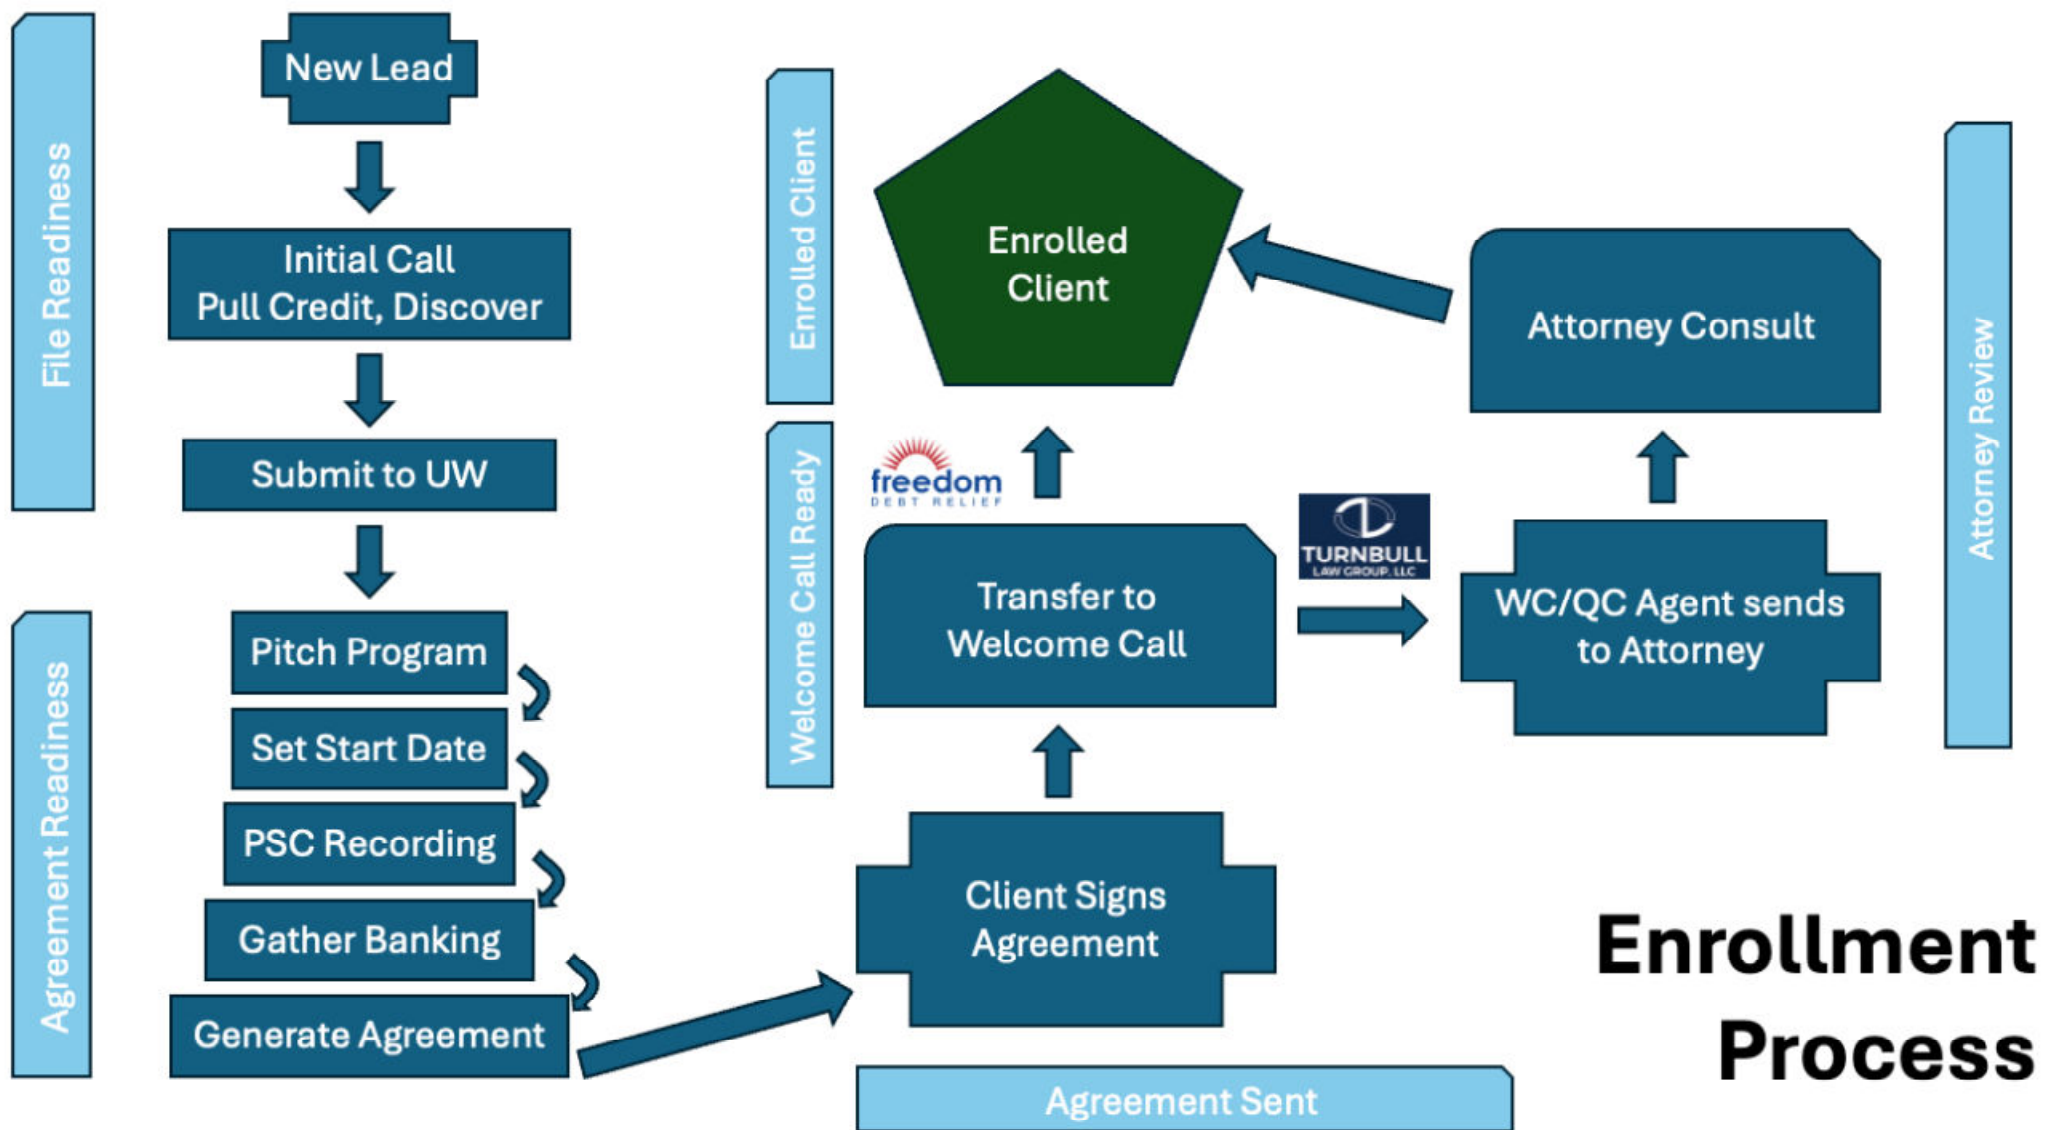 File Readiness
New Lead
Initial Call
Pull Credit, Discover
Submit to UW
Agreement Readiness
Pitch Program
Set Start Date
PSC Recording
Gather Banking
Generate Agreement
Agreement Sent
Client Signs
Agreement
Welcome Call Ready
Transfer to
Welcome Call
freedom
DEBT RELIEF
TURNBULL
LAW GROUP, LLC
Attorney Review
WC/QC Agent sends
to Attorney
Attorney Consult
Enrolled Client
Enrolled
Client
Enrollment
Process